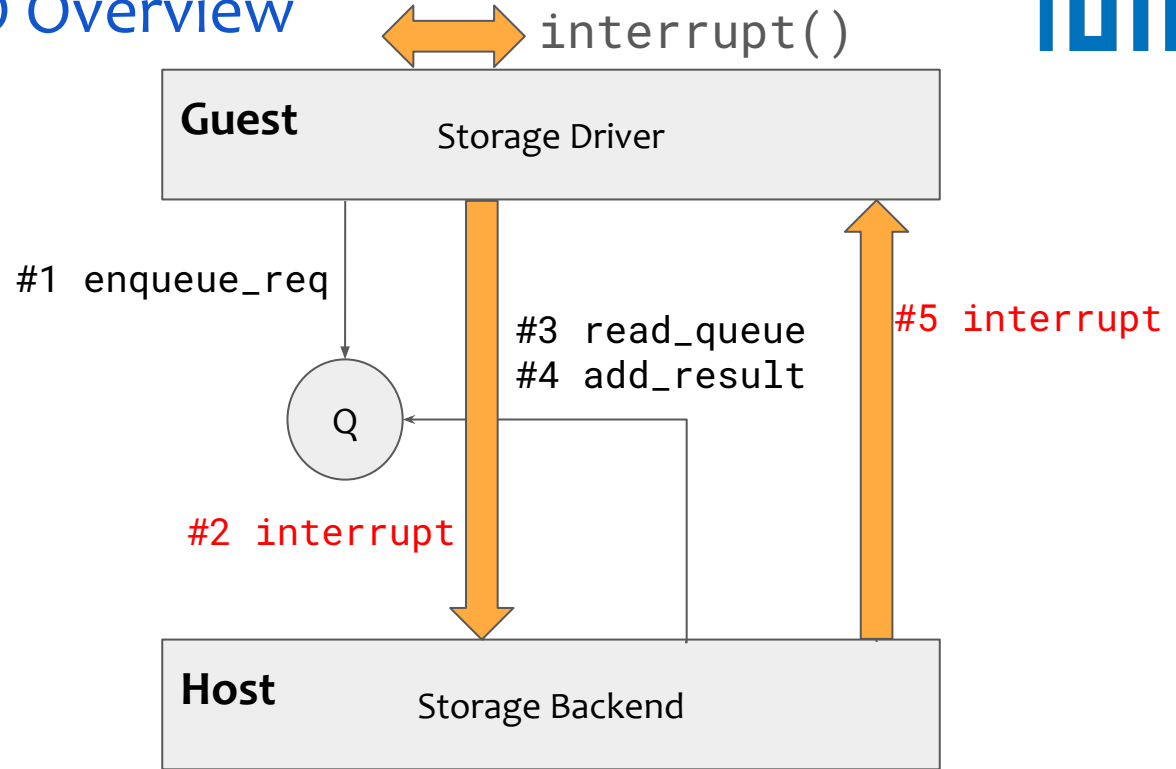 Overview
interrupt()
Guest
Storage Driver
#1 enqueue_req
#3 read_queue
#4 add_result
#5 interrupt
Q
#2 interrupt
Host
Storage Backend